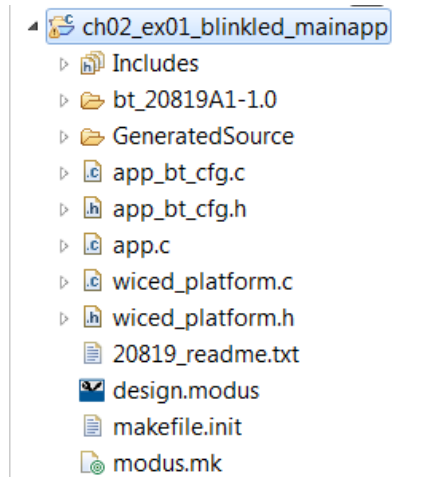 ch02_ex01_blinkled_mainapp
Includes
bt_20819A1-1.0
GeneratedSource
app_bt_cfg.c
app_bt_cfg.h
app.c
wiced_platform.c
wiced_platform.h
20819_readme.txt
design.modus
makefile.init
modus.mk